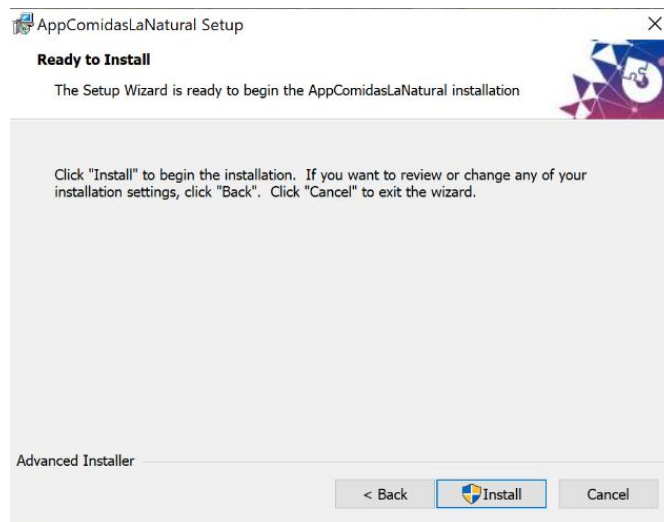 AppComidasLaNatural Setup
Ready to Install
The Setup Wizard is ready to begin the AppComidasLaNatural installation
Click "Install" to begin the installation.  If you want to review or change any of your
installation settings, click "Back".  Click "Cancel" to exit the wizard.
Advanced Installer
< Back
Install
Cancel